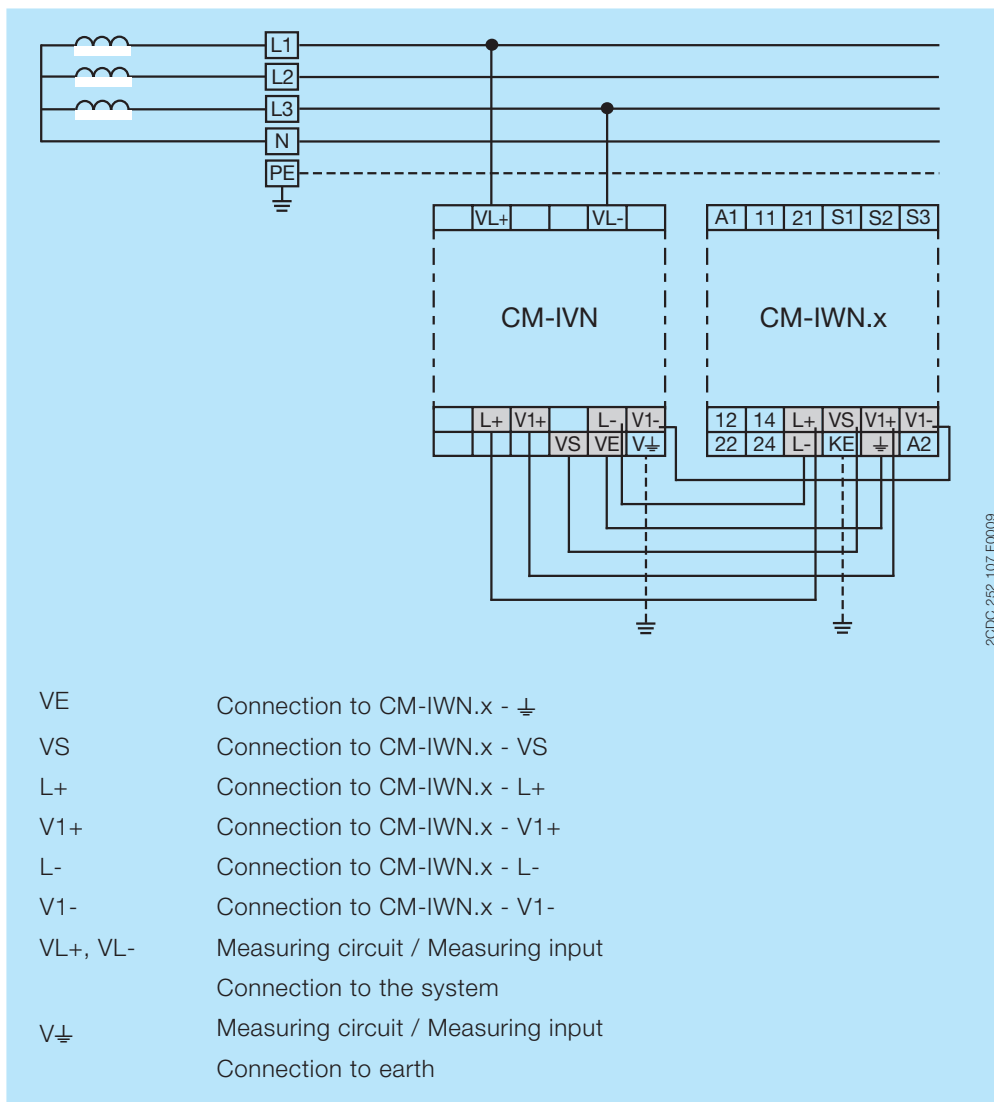 L1
L2
L3
N
PE
VL+ VL-
A1 11 21 S1 S2 S3
CM-IVN
CM-IWN.x
L+ V1+ L- V1-
VS VE V⏚
12 14 L+ VS V1+ V1-
22 24 L- KE ⏚ A2
2CDC 252 107 F0009
VE Connection to CM-IWN.x - ⏚
VS Connection to CM-IWN.x - VS
L+ Connection to CM-IWN.x - L+
V1+ Connection to CM-IWN.x - V1+
L- Connection to CM-IWN.x - L-
V1- Connection to CM-IWN.x - V1-
VL+, VL- Measuring circuit / Measuring input
Connection to the system
V⏚ Measuring circuit / Measuring input
Connection to earth